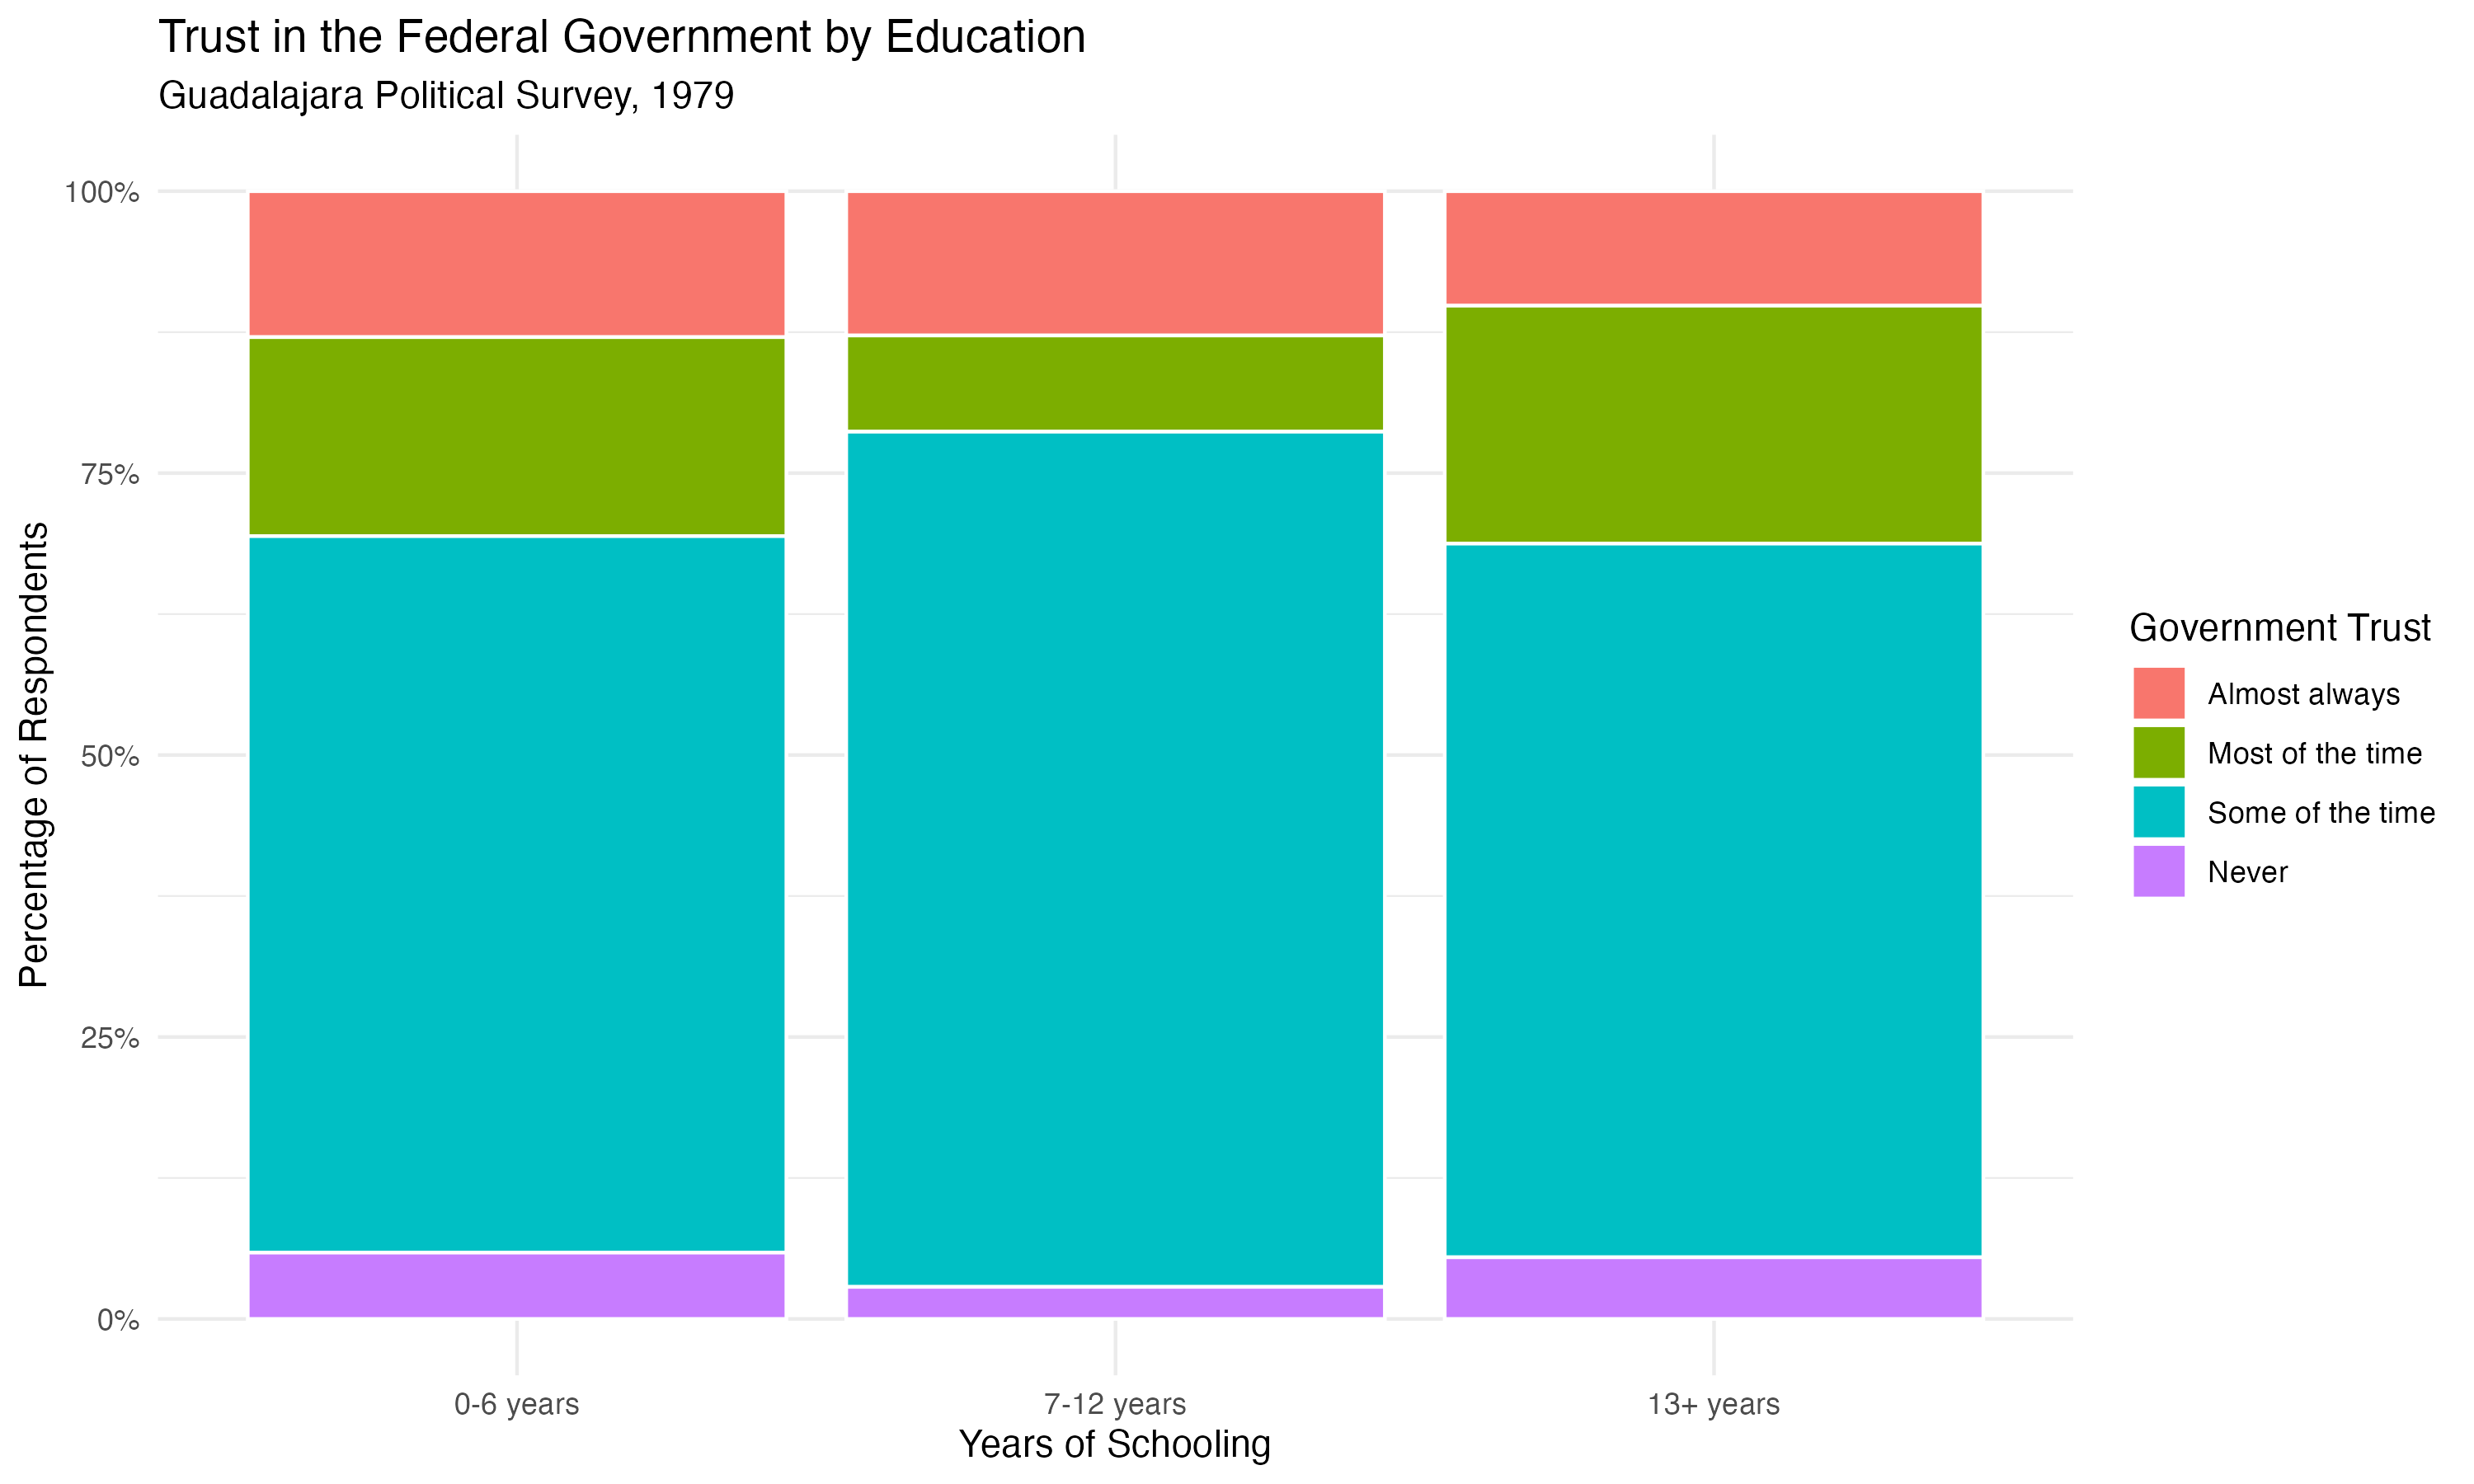 Trust in the Federal Government by Education
Guadalajara Political Survey, 1979
100%
75%
50%
25%
0%
Percentage of Respondents
0-6 years
7-12 years
13+ years
Years of Schooling
Government Trust
Almost always
Most of the time
Some of the time
Never